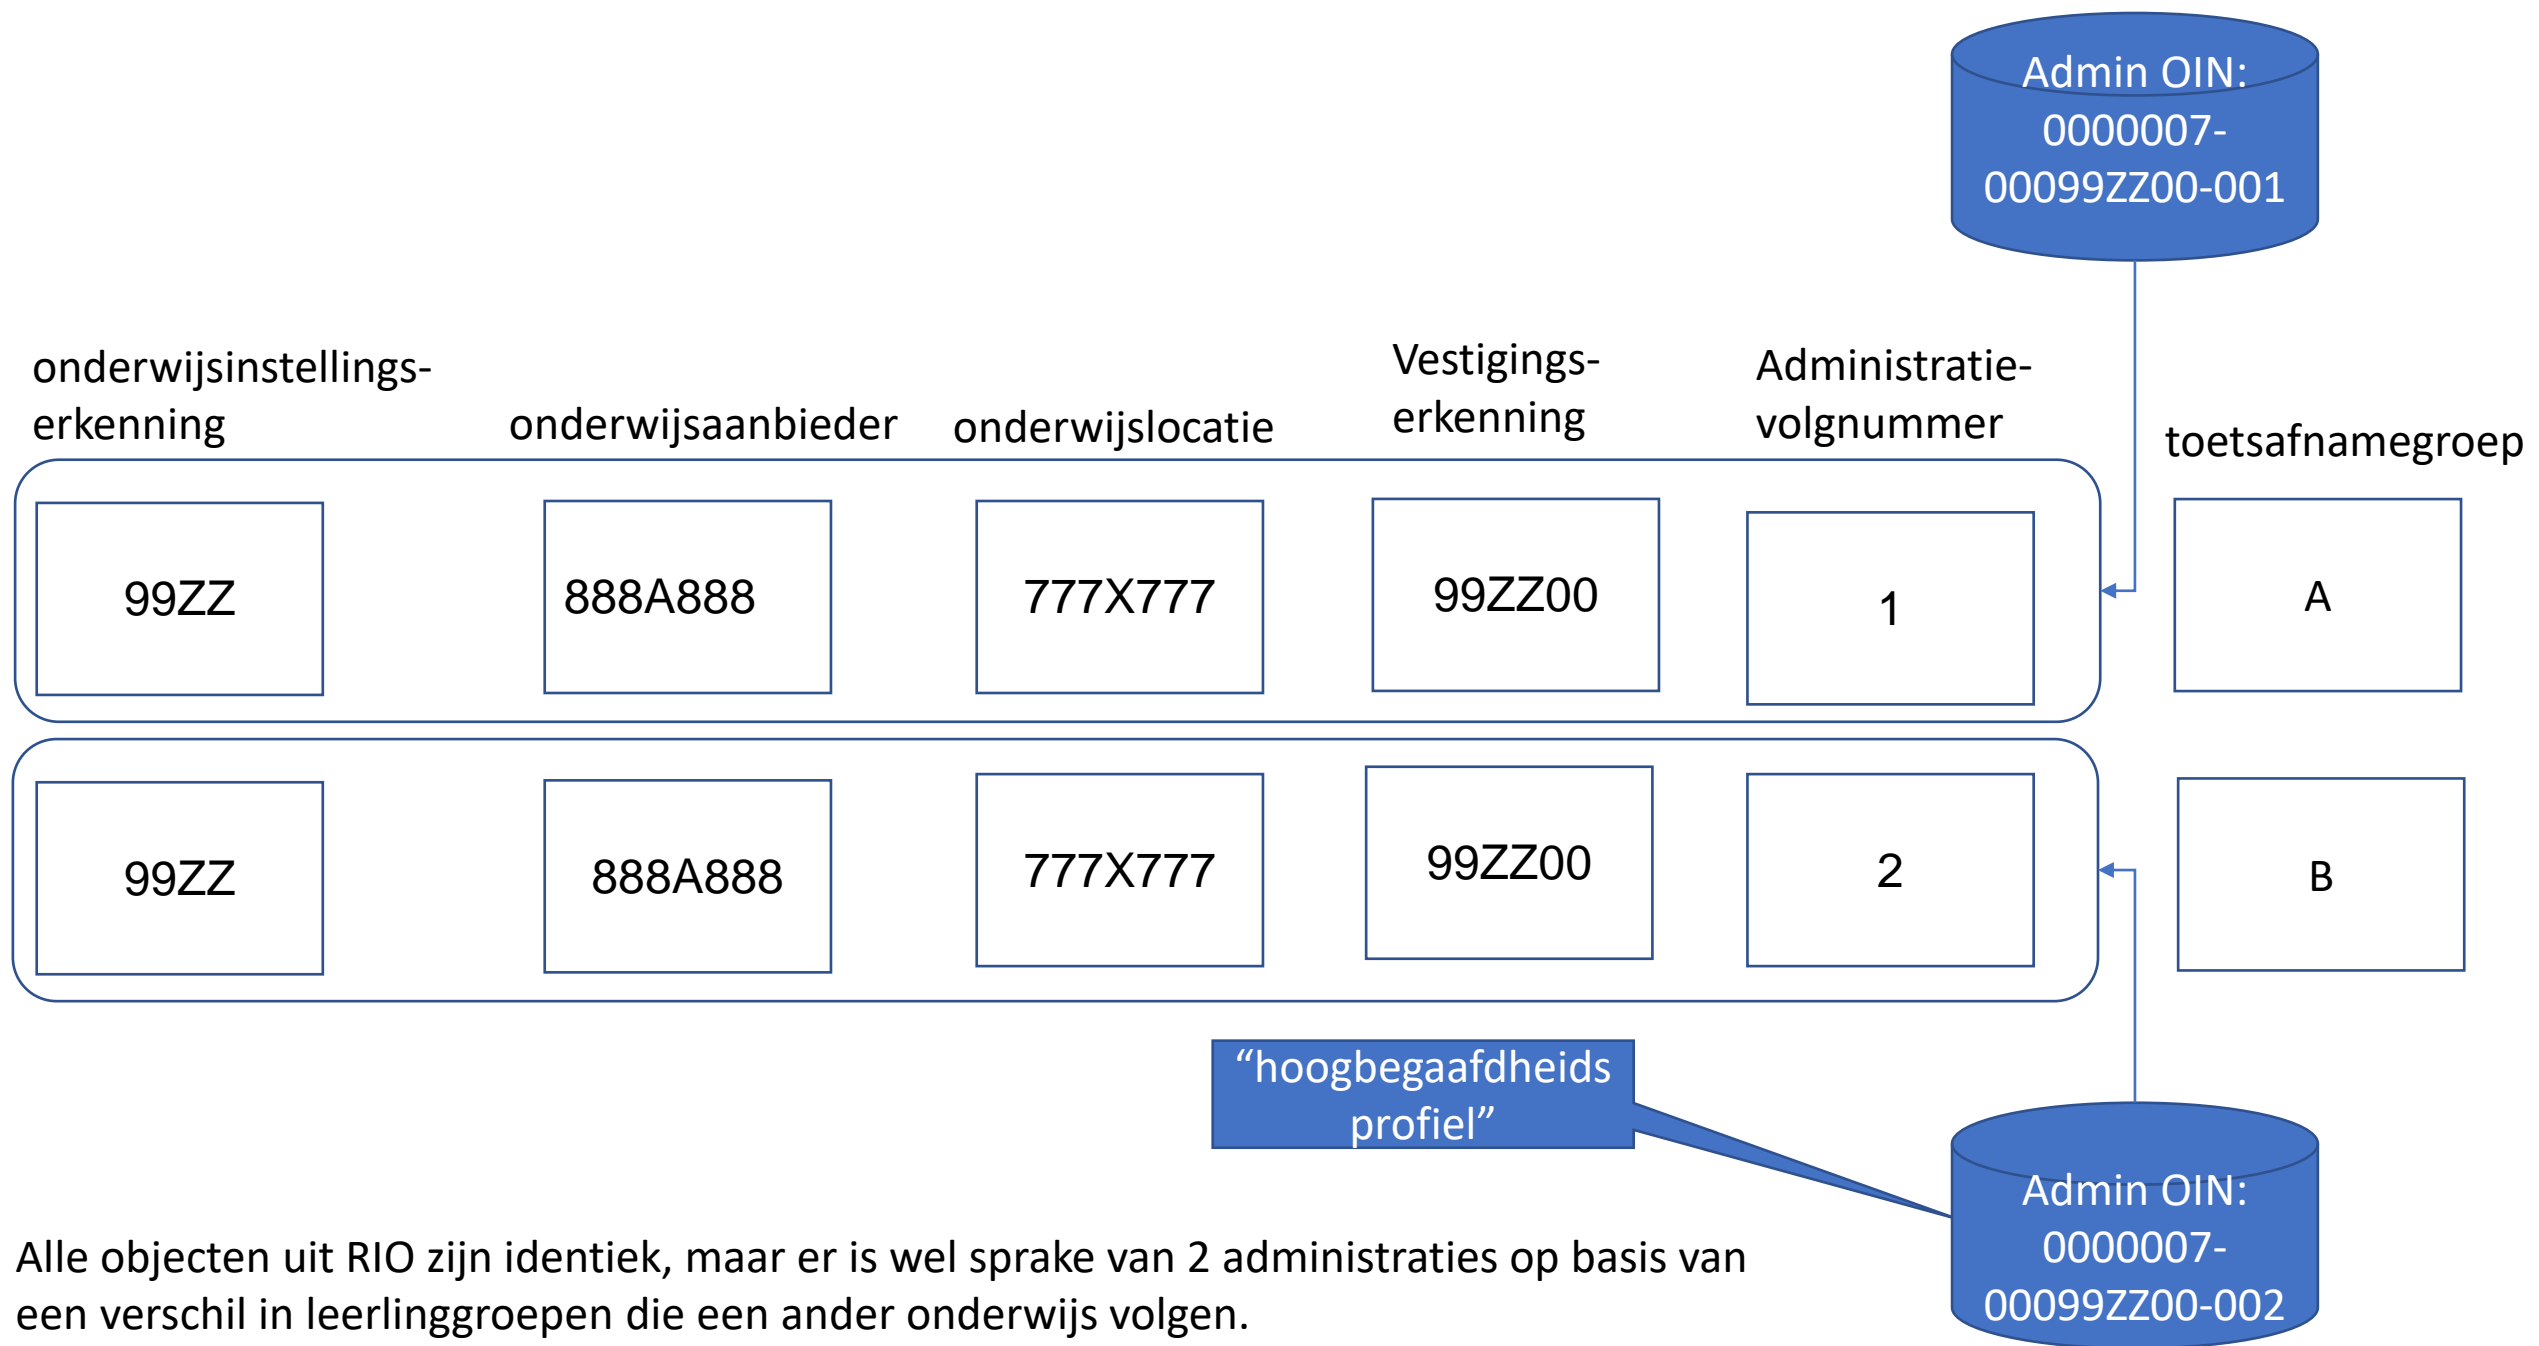 Admin OIN:
0000007-
00099ZZ00-001
onderwijsinstellings-
erkenning
onderwijsaanbieder
onderwijslocatie
Vestigings-
erkenning
Administratie-
volgnummer
toetsafnamegroep
99ZZ
888A888
777X777
99ZZ00
1
A
99ZZ
888A888
777X777
99ZZ00
2
B
“hoogbegaafdheids
profiel”
Admin OIN:
0000007-
00099ZZ00-002
Alle objecten uit RIO zijn identiek, maar er is wel sprake van 2 administraties op basis van
een verschil in leerlinggroepen die een ander onderwijs volgen.